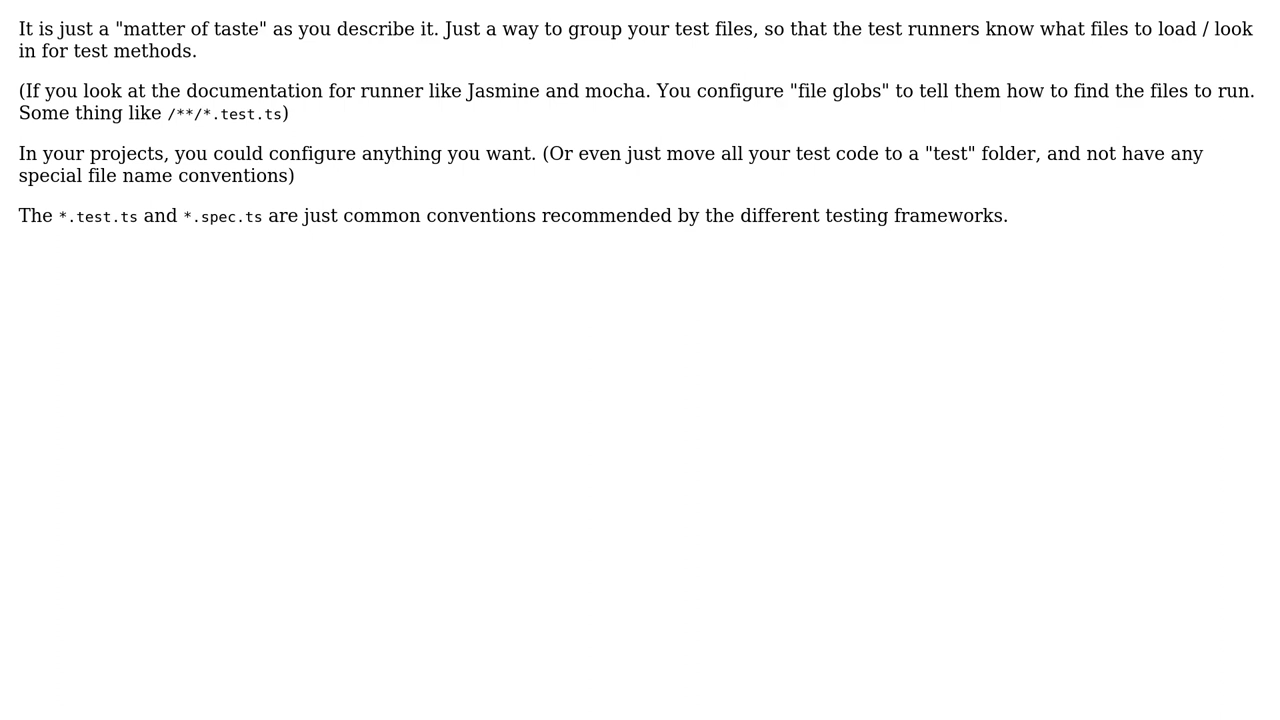 It is just a "matter of taste" as you describe it. Just a way to group your test files, so that the test runners know what files to load / look
in for test methods.
(If you look at the documentation for runner like Jasmine and mocha. You configure "file globs" to tell them how to find the files to run.
Some thing like /**/*.test.ts)
In your projects, you could configure anything you want. (Or even just move all your test code to a "test" folder, and not have any
special file name conventions)
The *.test.ts and *.spec.ts are just common conventions recommended by the different testing frameworks.